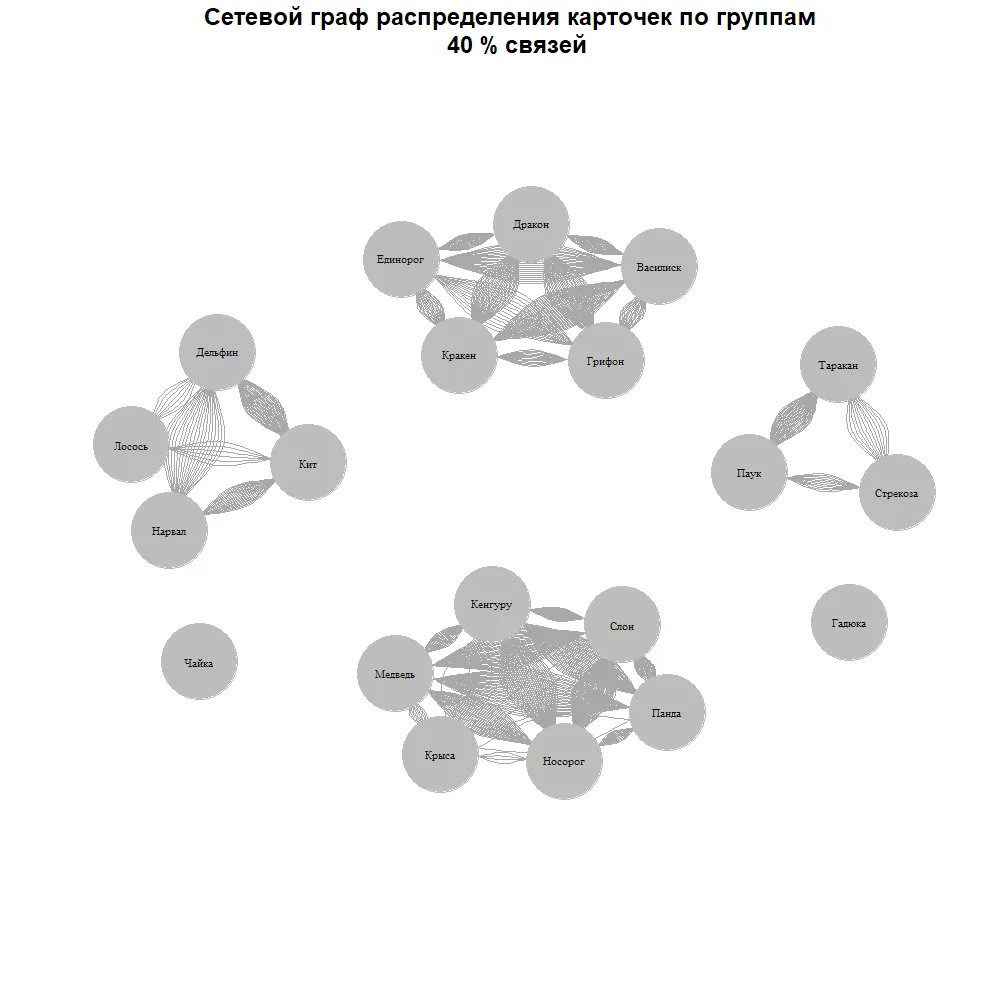 Сетевой граф распределения карточек по группам
40 % связей
Дракон
Единорог
Василиск
Кракен
Грифон
Дельфин
Лосось
Кит
Нарвал
Таракан
Паук
Стрекоза
Кенгуру
Слон
Медведь
Панда
Крыса
Носорог
Чайка
Гадюка